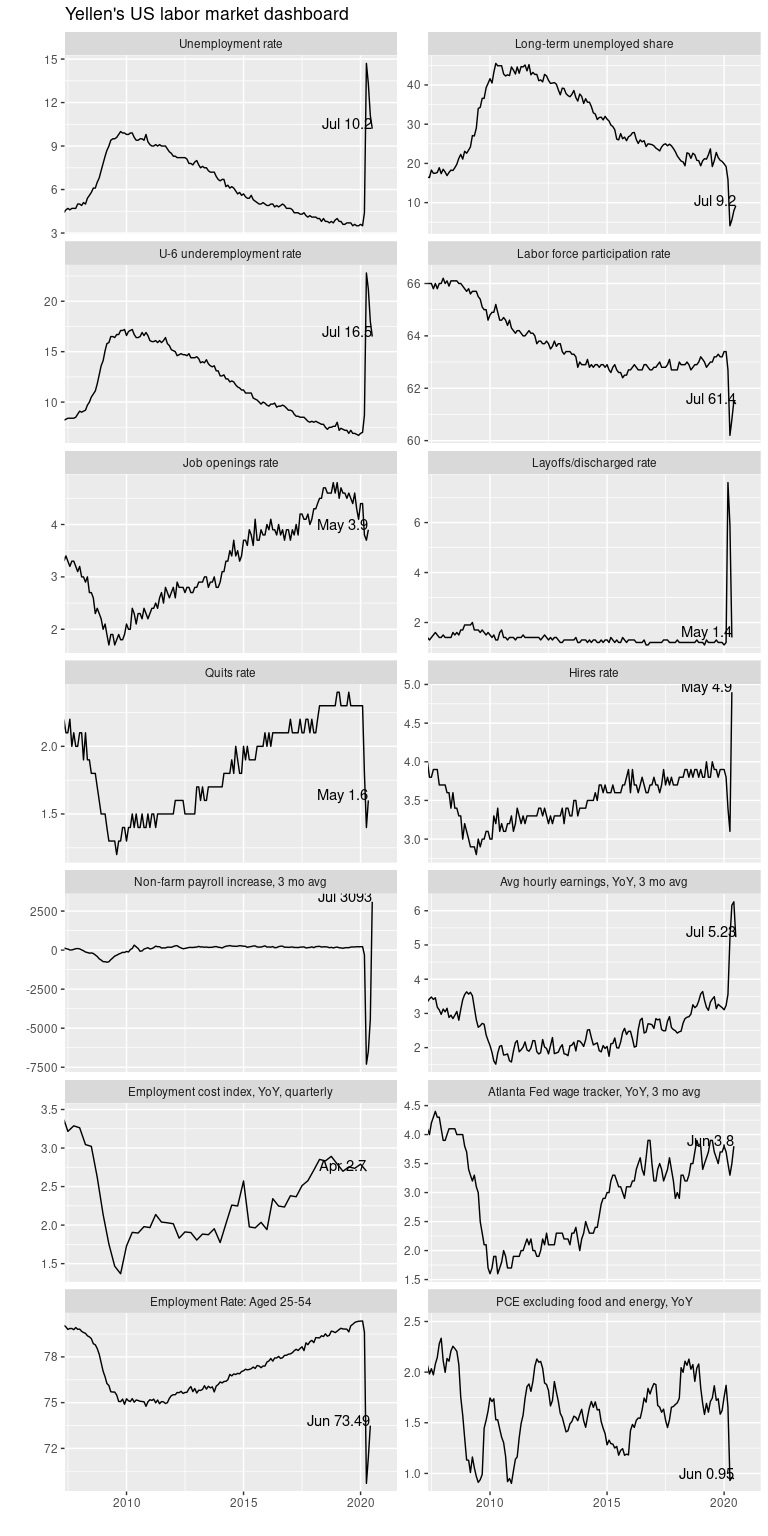 Yellen's US labor market dashboard
Unemployment rate
15
12
9
6
3
Jul 10.2
Long-term unemployed share
40
30
20
10
Jul 9.2
U-6 underemployment rate
20
15
10
Jul 16.5
Labor force participation rate
66
64
62
60
Jul 61.4
Job openings rate
4
3
2
May 3.9
Layoffs/discharged rate
6
4
2
May 1.4
Quits rate
2.0
1.5
May 1.6
Hires rate
5.0
4.5
4.0
3.5
3.0
May 4.9
Non-farm payroll increase, 3 mo avg
2500
0
-2500
-5000
-7500
Jul 3093
Avg hourly earnings, YoY, 3 mo avg
6
5
4
3
2
Jul 5.23
Employment cost index, YoY, quarterly
3.5
3.0
2.5
2.0
1.5
Apr 2.7
Atlanta Fed wage tracker, YoY, 3 mo avg
4.5
4.0
3.5
3.0
2.5
2.0
1.5
Jun 3.8
Employment Rate: Aged 25-54
78
75
72
Jun 73.49
2010 2015 2020
PCE excluding food and energy, YoY
2.5
2.0
1.5
1.0
Jun 0.95
2010 2015 2020